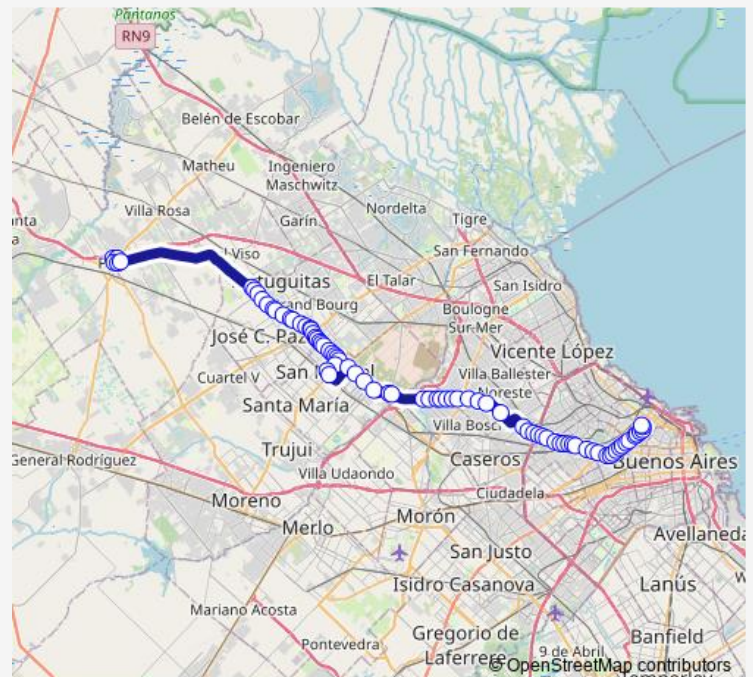 Pantanos
RN9
Belén de Escobar
Matheu
Ingeniero
Maschwitz
Villa Rosa
Nordelta
Garín
Tigre
San Fernando
El Talar
San Isidro
Grand Bourg
Boulogne
Sur-Mer
José C. Paz
Vicente López
Cuartel V
Villa Ballester
Noreste
Santa María
Villa Bosch
Trujui
Caseros
General Rodríguez
Villa Udaondo
Buenos Aires
Ciudadela
Moreno
Morón
Merlo
San Justo
Avellaneda
Isidro Casanova
Lanús
Mariano Acosta
Gregorio de
Laferrere
9 de Abril
Banfield
Pontevedra
© OpenStreetMap contributors